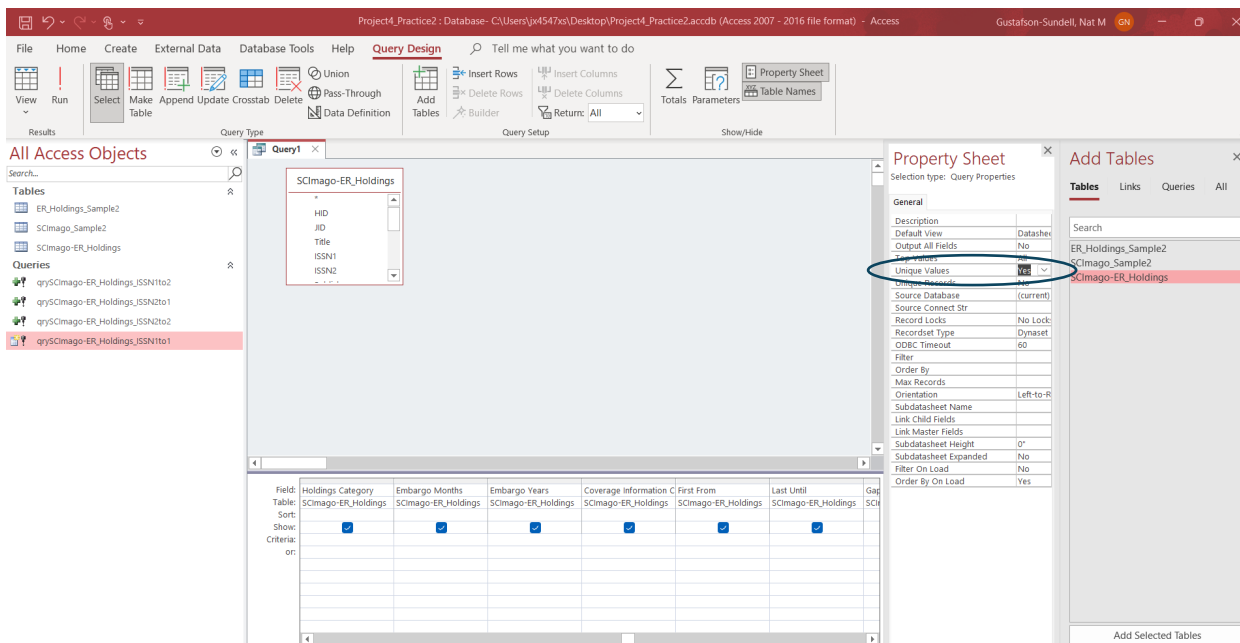 Project4_Practice2 : Database- C:\Users\jx4547xs\Desktop\Project4_Practice2.accdb (Access 2007 - 2016 file format) - Access
Gustafson-Sundell, Nat M
GN
File Home Create External Data Database Tools Help Query Design Tell me what you want to do
View
Run
Select
Make Table
Append
Update
Crosstab
Delete
Union
Pass-Through
Data Definition
Add Tables
Insert Rows
Delete Rows
Builder
Insert Columns
Delete Columns
Return: All
Totals
Parameters
Property Sheet
Table Names
Results
Query Type
Query Setup
Show/Hide
All Access Objects
Search...
Tables
ER_Holdings_Sample2
SCImago_Sample2
SCImago-ER_Holdings
Queries
qrySCImago-ER_Holdings_ISSN1to2
qrySCImago-ER_Holdings_ISSN2to1
qrySCImago-ER_Holdings_ISSN2to2
qrySCImago-ER_Holdings_ISSN1to1
Query1
SCImago-ER_Holdings
*
HID
JID
Title
ISSN1
ISSN2
Field: Holdings Category Embargo Months Embargo Years Coverage Information C First From Last Until Gap
Table: SCImago-ER_Holdings SCImago-ER_Holdings SCImago-ER_Holdings SCImago-ER_Holdings SCImago-ER_Holdings SCImago-ER_Holdings
Sort:
Show:
Criteria:
or:
Property Sheet
Selection type: Query Properties
General
Description
Default View Datashee
Output All Fields No
Top Values All
Unique Values Yes
Unique Records No
Source Database (current)
Source Connect Str
Record Locks No Lock
Recordset Type Dynaset
ODBC Timeout 60
Filter
Order By
Max Records
Orientation Left-to-R
Subdatasheet Name
Link Child Fields
Link Master Fields
Subdatasheet Height 0"
Subdatasheet Expanded No
Filter On Load No
Order By On Load Yes
Add Tables
Tables Links Queries All
Search
ER_Holdings_Sample2
SCImago_Sample2
SCImago-ER_Holdings
Add Selected Tables